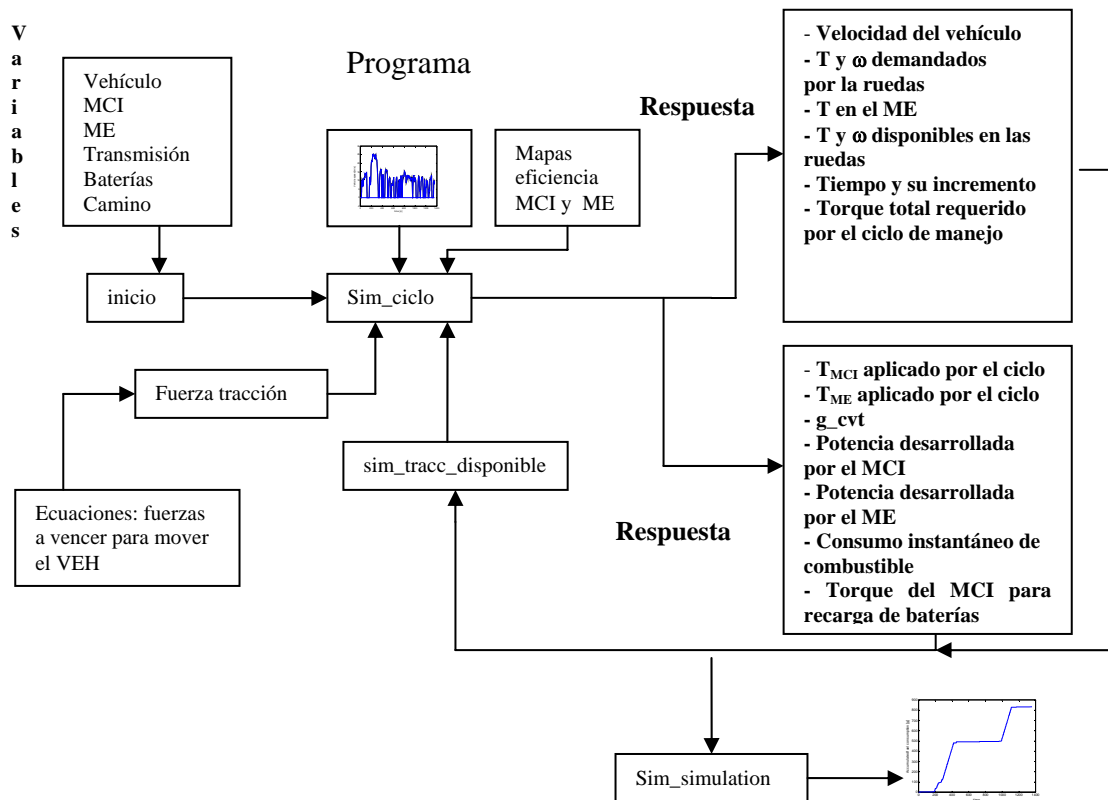 Variables
Vehículo
MCI
ME
Transmisión
Baterías
Camino
Programa
Mapas
eficiencia
MCI y ME
Respuesta
- Velocidad del vehículo
- T y ω demandados
por la ruedas
- T en el ME
- T y ω disponibles en las
ruedas
- Tiempo y su incremento
- Torque total requerido
por el ciclo de manejo
inicio
Sim_ciclo
Fuerza tracción
sim_tracc_disponible
Ecuaciones: fuerzas
a vencer para mover
el VEH
Respuesta
- TMCI aplicado por el ciclo
- TME aplicado por el ciclo
- g_cvt
- Potencia desarrollada
por el MCI
- Potencia desarrollada
por el ME
- Consumo instantáneo de
combustible
- Torque del MCI para
recarga de baterías
Sim_simulation